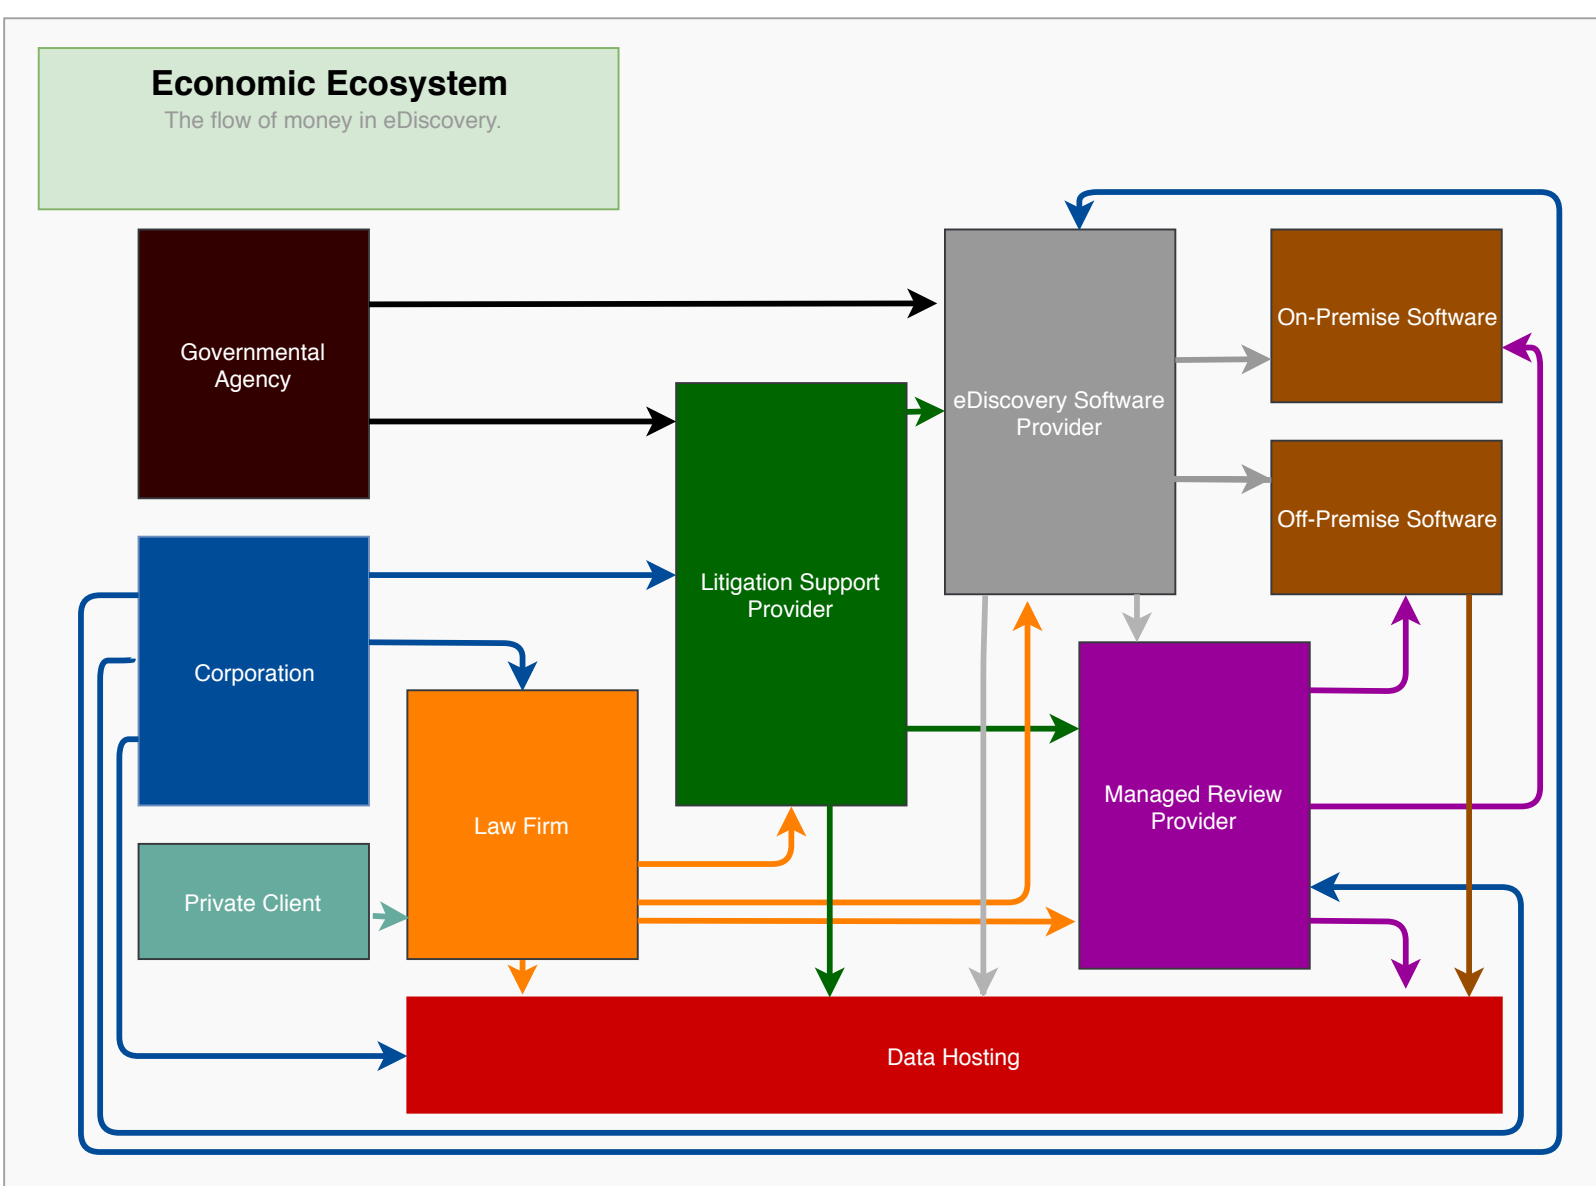 Economic Ecosystem
The flow of money in eDiscovery.
Governmental
Agency
On-Premise Software
eDiscovery Software
Provider
Off-Premise Software
Litigation Support
Provider
Corporation
Law Firm
Managed Review
Provider
Private Client
Data Hosting